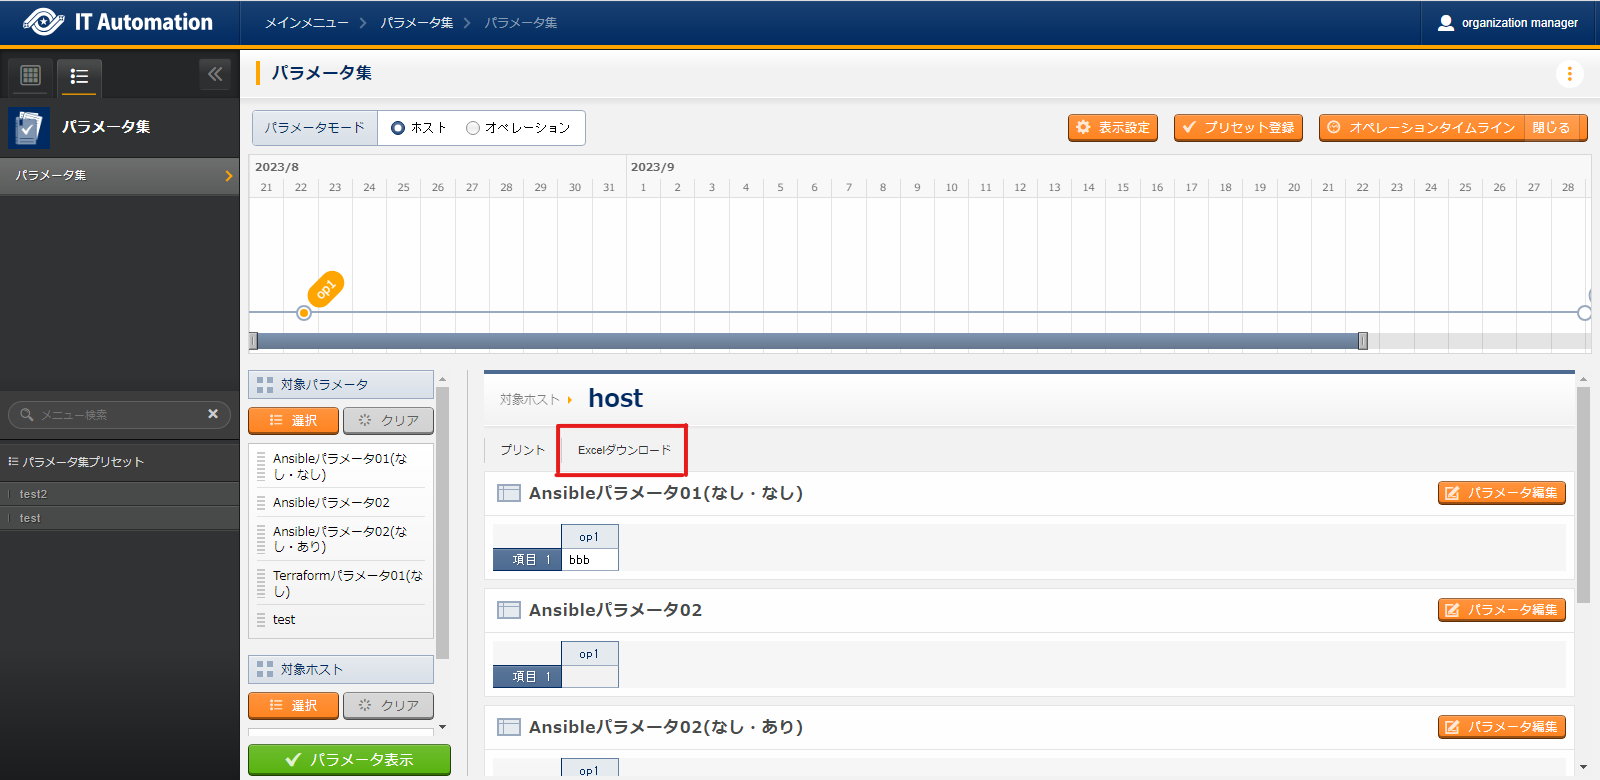 IT Automation
メインメニュー パラメータ集 パラメータ集
organization manager
パラメータ集
パラメータ集
メニュー検索
パラメータ集プリセット
test2
test
パラメータ集
パラメータモード ホスト オペレーション
表示設定 プリセット登録 オペレーションタイムライン 閉じる
2023/8 2023/9
21 22 23 24 25 26 27 28 29 30 31 1 2 3 4 5 6 7 8 9 10 11 12 13 14 15 16 17 18 19 20 21 22 23 24 25 26 27 28
op1
対象パラメータ
選択 クリア
Ansibleパラメータ01(な
し・なし)
Ansibleパラメータ02
Ansibleパラメータ02(な
し・あり)
Terraformパラメータ01(な
し)
test
対象ホスト
選択 クリア
パラメータ表示
対象ホスト host
プリント Excelダウンロード
Ansibleパラメータ01(なし・なし) パラメータ編集
op1
項目 1 bbb
Ansibleパラメータ02 パラメータ編集
op1
項目 1
Ansibleパラメータ02(なし・あり) パラメータ編集
op1